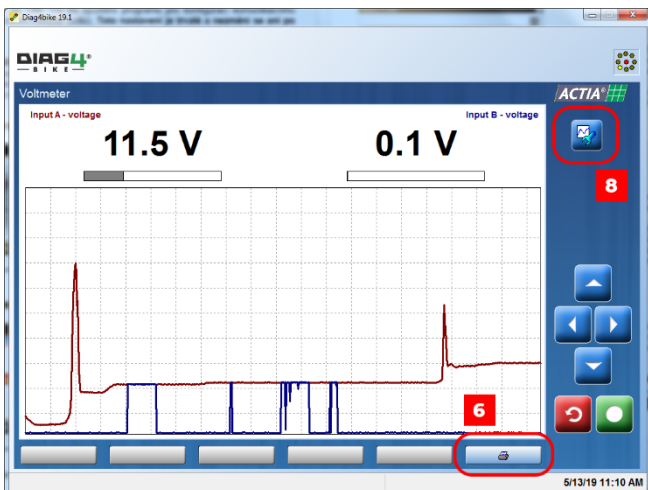 Diag4bike 19.1
DIAG4°
BIKE
Voltmeter
ACTIA®
Input A - voltage
Input B - voltage
11.5 V
0.1 V
8
6
5/13/19 11:10 AM